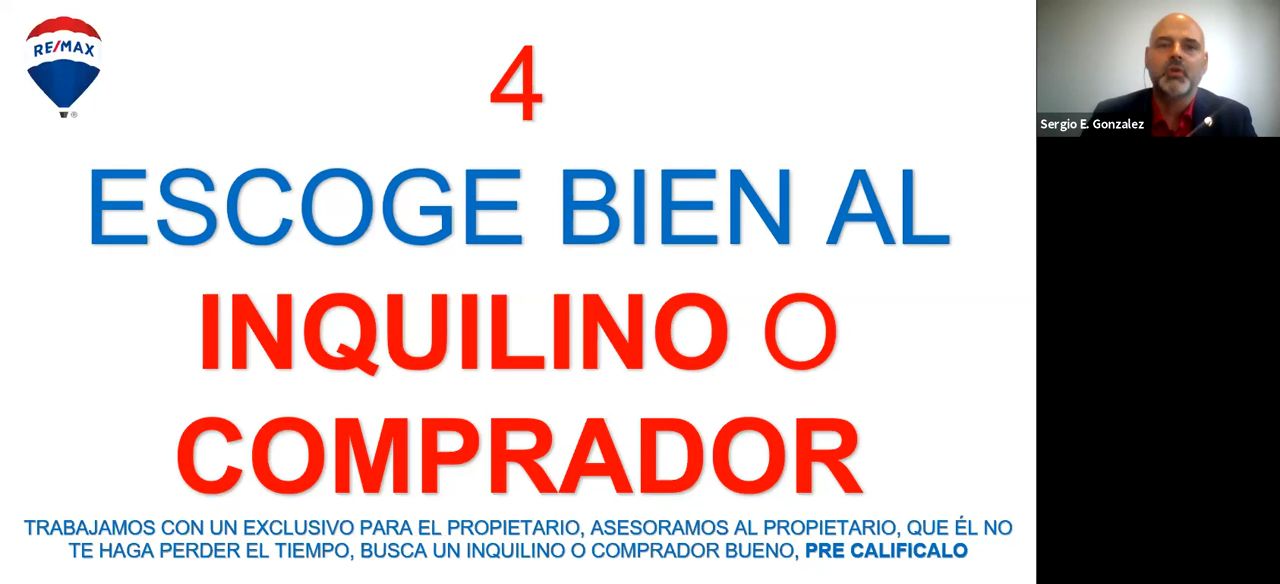 RE/MAX
®
4
ESCOGE BIEN AL
INQUILINO O
COMPRADOR
TRABAJAMOS CON UN EXCLUSIVO PARA EL PROPIETARIO, ASESORAMOS AL PROPIETARIO, QUE ÉL NO
TE HAGA PERDER EL TIEMPO, BUSCA UN INQUILINO O COMPRADOR BUENO, PRE CALIFICALO
Sergio E. Gonzalez